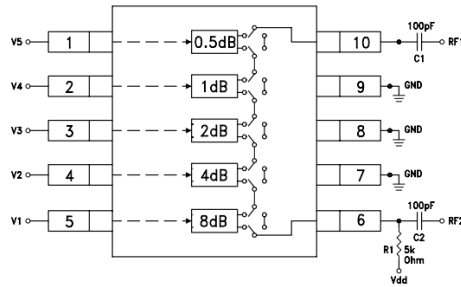 100pF
V5 1 0.5dB 10 RF1
C1
V4 2 1dB 9 GND
V3 3 2dB 8 GND
V2 4 4dB 7 GND
100pF
V1 5 8dB 6 RF2
C2
R1 5k
Ohm
Vdd